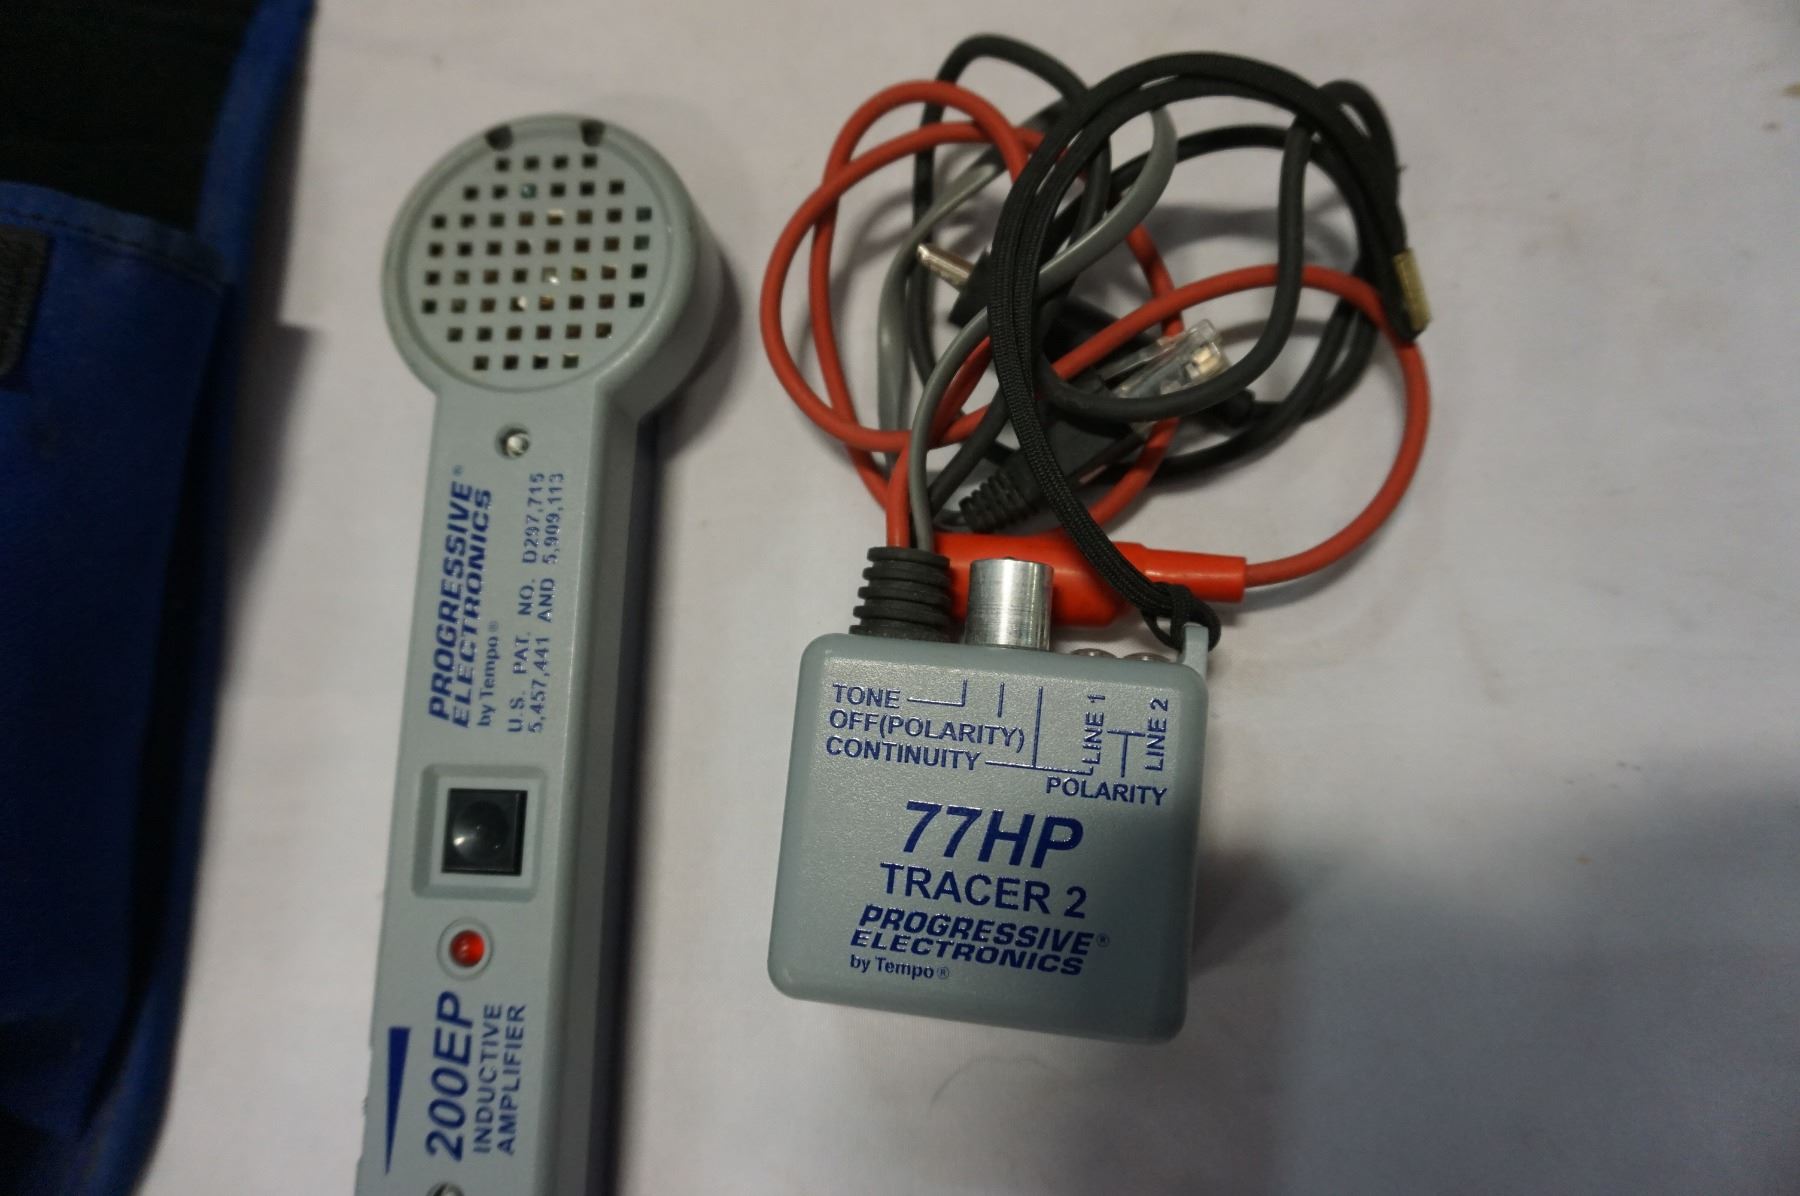 PROGRESSIVE®
ELECTRONICS
by Tempo®
U.S. PAT. NO. D297,715
5,457,441 AND 5,909,113
200EP
INDUCTIVE
AMPLIFIER
TONE
OFF(POLARITY)
CONTINUITY
LINE 1
LINE 2
POLARITY
77HP
TRACER 2
PROGRESSIVE®
ELECTRONICS
by Tempo®